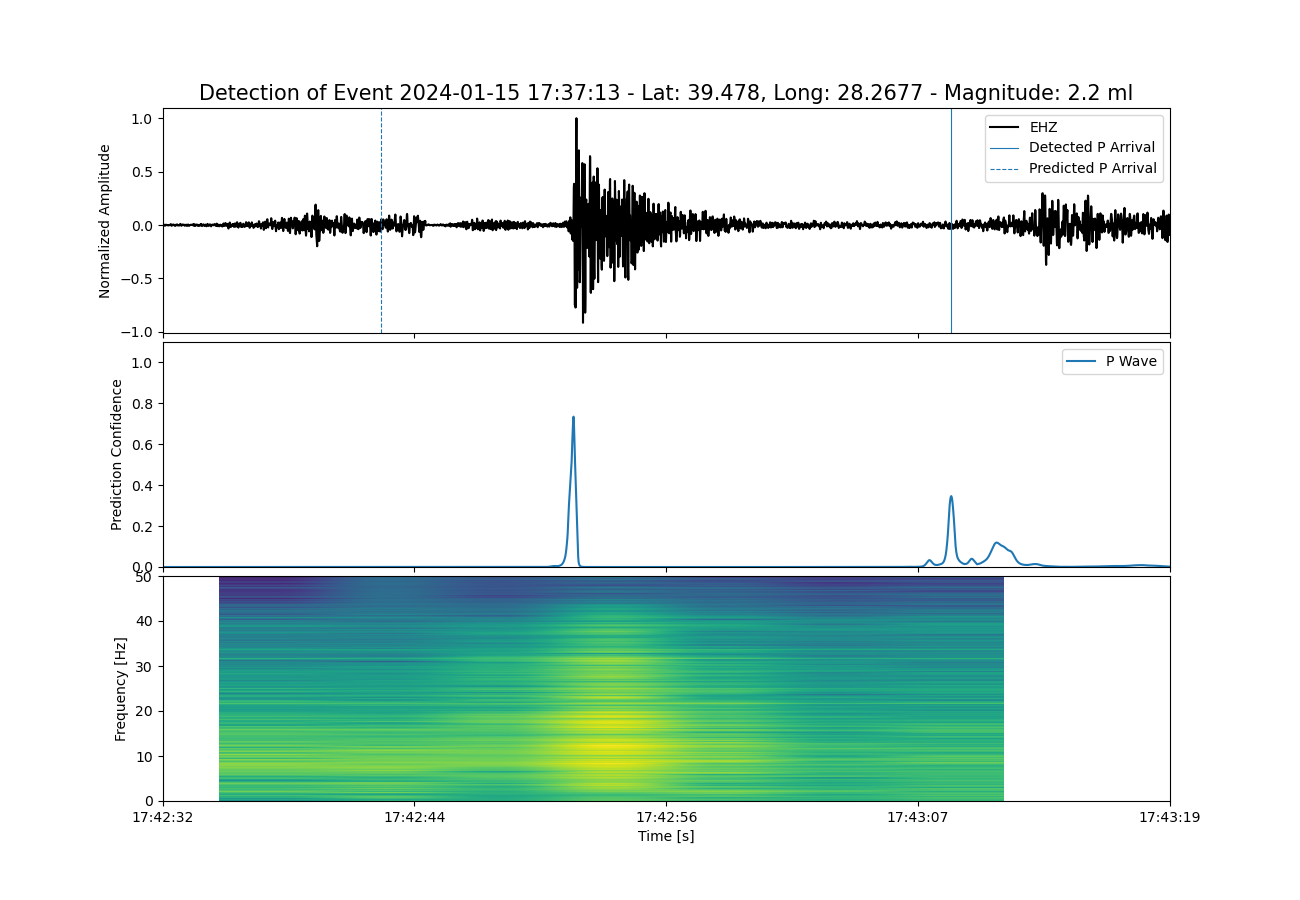 Detection of Event 2024-01-15 17:37:13 - Lat: 39.478, Long: 28.2677 - Magnitude: 2.2 ml
Normalized Amplitude
1.0
0.5
0.0
−0.5
−1.0
EHZ
Detected P Arrival
Predicted P Arrival
Prediction Confidence
1.0
0.8
0.6
0.4
0.2
0.0
P Wave
Frequency [Hz]
50
40
30
20
10
0
17:42:32 17:42:44 17:42:56 17:43:07 17:43:19
Time [s]